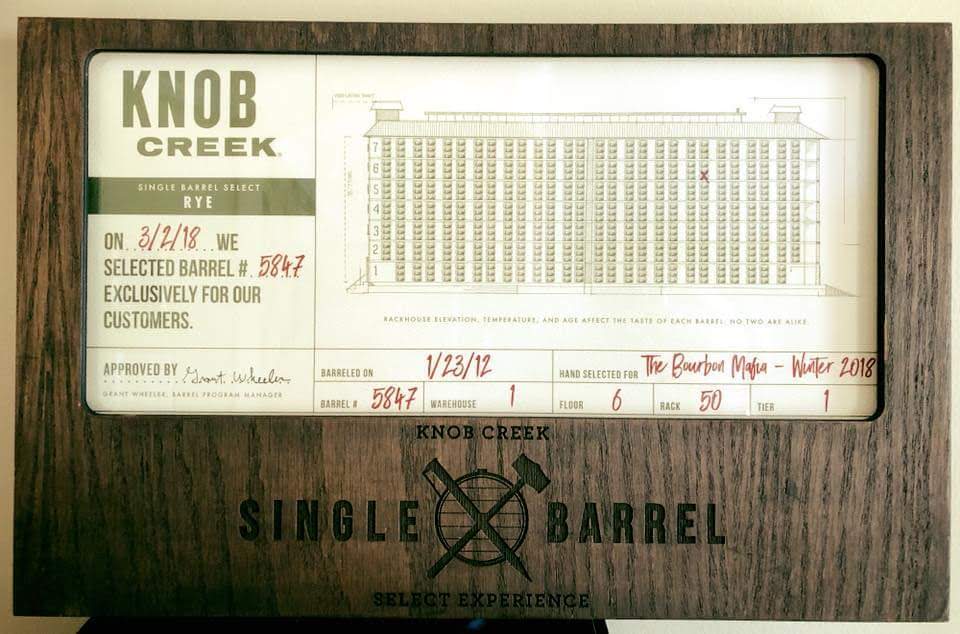 KNOB
CREEK
SINGLE BARREL SELECT
RYE
ON..3/2/18..WE
SELECTED BARREL #.5847
EXCLUSIVELY FOR OUR
CUSTOMERS.
7
6
X
5
4
3
2
1
RACKHOUSE ELEVATION, TEMPERATURE, AND AGE AFFECT THE TASTE OF EACH BARREL. NO TWO ARE ALIKE.
APPROVED BY Grant Wheeler
GRANT WHEELER, BARREL PROGRAM MANAGER
BARRELED ON 1/23/12 HAND SELECTED FOR The Bourbon Mafia - Winter 2018
BARREL # 5847 WAREHOUSE 1 FLOOR 6 RACK 50 TIER 1
KNOB CREEK
SINGLE BARREL
SELECT EXPERIENCE